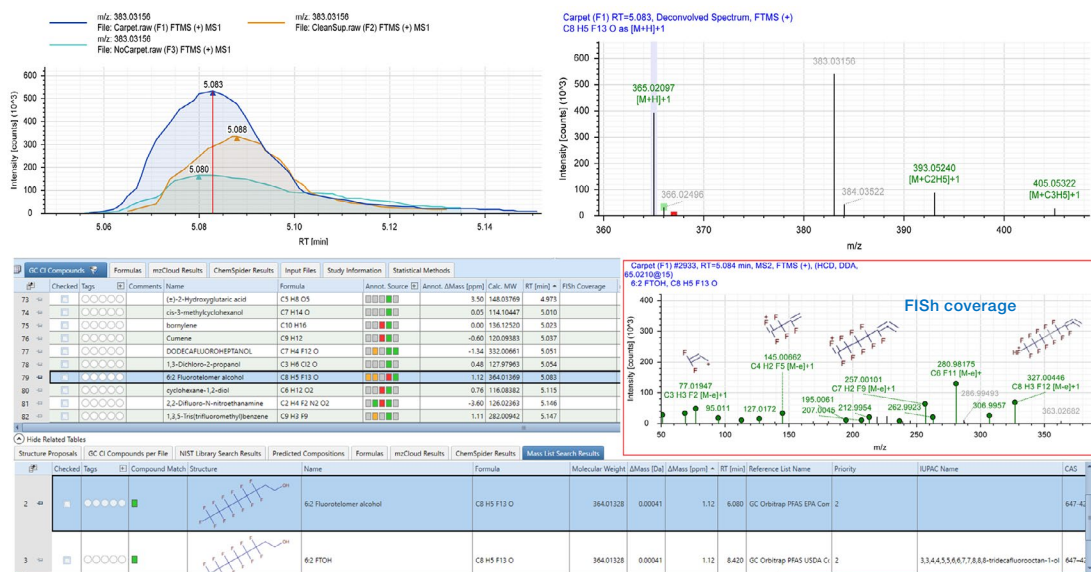 m/z: 383.03156
File: Carpet.raw (F1) FTMS (+) MS1
m/z: 383.03156
File: CleanSup.raw (F2) FTMS (+) MS1
m/z: 383.03156
File: NoCarpet.raw (F3) FTMS (+) MS1
Intensity [counts] (10^3)
600
500
400
300
200
100
0
5.083
5.088
5.080
5.06 5.08 5.10 5.12 5.14
RT [min]
Carpet (F1) RT=5.083, Deconvolved Spectrum, FTMS (+)
C8 H5 F13 O as [M+H]+1
Intensity [counts] (10^3)
600
500
400
300
200
100
0
383.03156
365.02097
[M+H]+1
366.02496
384.03522
393.05240
[M+C2H5]+1
405.05322
[M+C3H5]+1
360 370 380 390 400
m/z
GC CI Compounds Formulas mzCloud Results ChemSpider Results Input Files Study Information Statistical Methods
Checked Tags Comments Name Formula Annot. Source Annot. ΔMass [ppm] Calc. MW RT [min] FISh Coverage
73 (±)-2-Hydroxyglutaric acid C5 H8 O5 3.50 148.03769 4.973
74 cis-3-methylcyclohexanol C7 H14 O 0.05 114.10447 5.010
75 bornylene C10 H16 0.00 136.12520 5.023
76 Cumene C9 H12 -0.60 120.09383 5.037
77 DODECAFLUOROHEPTANOL C7 H4 F12 O -1.34 332.00661 5.051
78 1,3-Dichloro-2-propanol C3 H6 Cl2 O 0.48 127.97963 5.054
79 6:2 Fluorotelomer alcohol C8 H5 F13 O 1.12 364.01369 5.083
80 cyclohexane-1,2-diol C6 H12 O2 0.76 116.08382 5.115
81 2,2-Difluoro-N-nitroethanamine C2 H4 F2 N2 O2 -3.60 126.02363 5.146
82 1,3,5-Tris(trifluoromethyl)benzene C9 H3 F9 1.11 282.00942 5.147
Carpet (F1) #2933, RT=5.084 min, MS2, FTMS (+), (HCD, DDA,
65.0210@15)
6:2 FTOH, C8 H5 F13 O
FISh coverage
Intensity [counts] (10^3)
400
300
200
100
0
77.01947
C3 H3 F2 [M-e]+1
95.011
127.0172
145.00662
C4 H2 F5 [M-e]+1
195.0061
207.0045
212.9954
257.00101
C7 H2 F9 [M-e]+1
262.9923
280.98175
C6 F11 [M-e]+
286.99493
306.9957
327.00446
C8 H3 F12 [M-e]+1
363.02682
50 100 150 200 250 300 350
m/z
Hide Related Tables
Structure Proposals GC CI Compounds per File NIST Library Search Results Predicted Compositions Formulas mzCloud Results ChemSpider Results Mass List Search Results
Checked Tags Compound Match Structure Name Formula Molecular Weight ΔMass [Da] ΔMass [ppm] RT [min] Reference List Name Priority IUPAC Name CAS
2 6:2 Fluorotelomer alcohol C8 H5 F13 O 364.01328 0.00041 1.12 6.080 GC Orbitrap PFAS EPA Con 2 647-42
3 6:2 FTOH C8 H5 F13 O 364.01328 0.00041 1.12 8.420 GC Orbitrap PFAS USDA Cc 2 3,3,4,4,5,5,6,6,7,7,8,8,8-tridecafluorooctan-1-ol 647-42